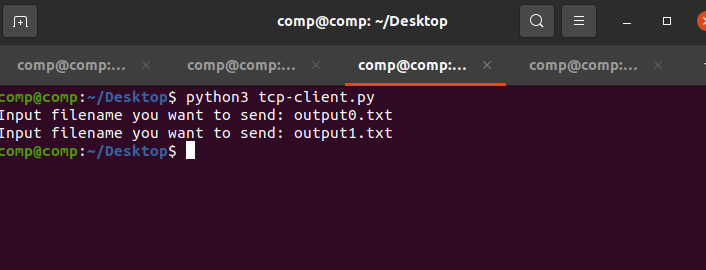 comp@comp: ~/Desktop
comp@comp:... × comp@comp:... × comp@comp:... × comp@comp:... ×
comp@comp:~/Desktop$ python3 tcp-client.py
Input filename you want to send: output0.txt
Input filename you want to send: output1.txt
comp@comp:~/Desktop$